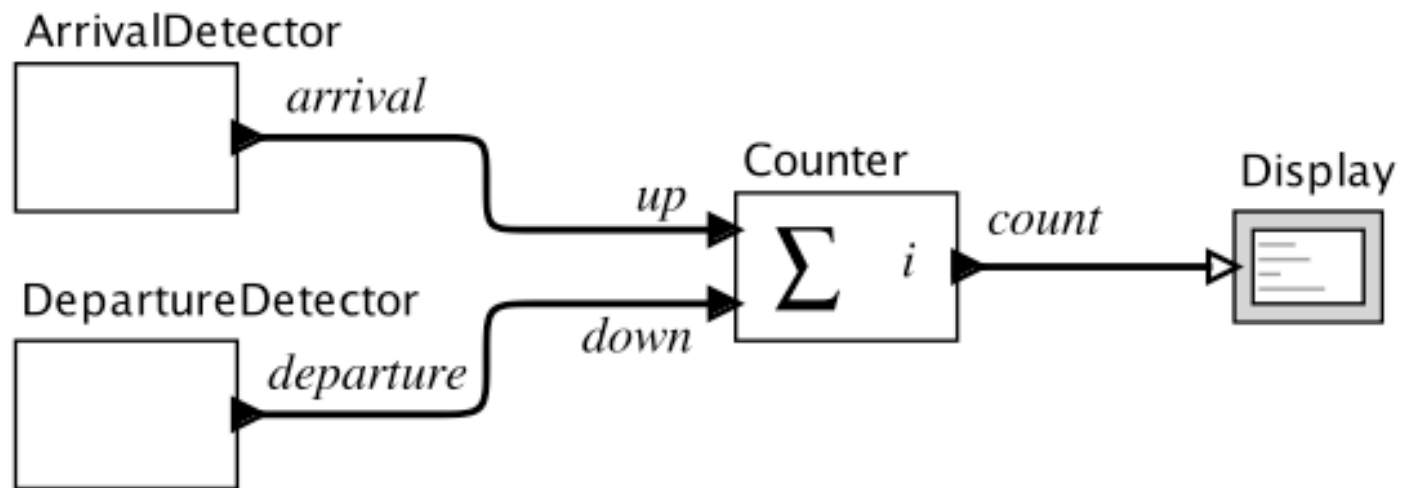 ArrivalDetector
arrival
up
Counter
Σ i
count
Display
DepartureDetector
departure
down